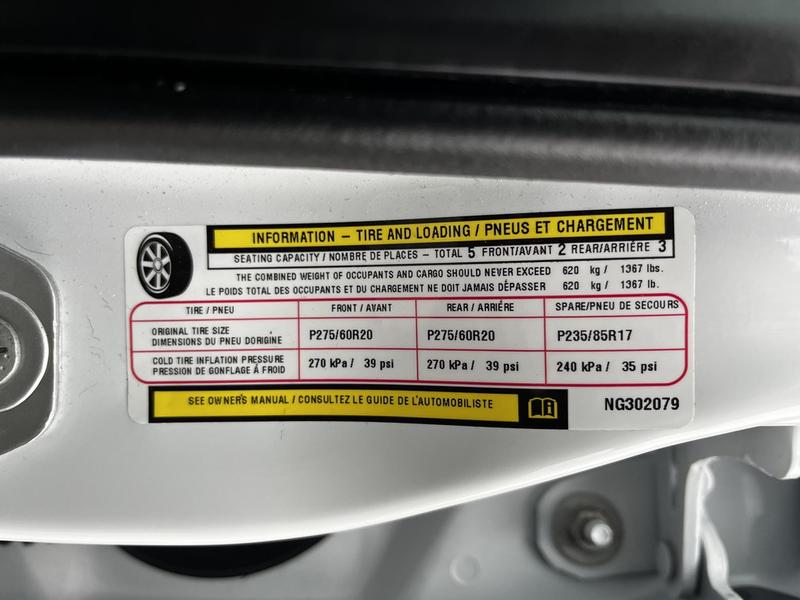 INFORMATION – TIRE AND LOADING / PNEUS ET CHARGEMENT
SEATING CAPACITY / NOMBRE DE PLACES – TOTAL 5 FRONT/AVANT 2 REAR/ARRIÉRE 3
THE COMBINED WEIGHT OF OCCUPANTS AND CARGO SHOULD NEVER EXCEED 620 kg / 1367 lbs.
LE POIDS TOTAL DES OCCUPANTS ET DU CHARGEMENT NE DOIT JAMAIS DÉPASSER 620 kg / 1367 lb.
TIRE / PNEU FRONT / AVANT REAR / ARRIÉRE SPARE/PNEU DE SECOURS
ORIGINAL TIRE SIZE
DIMENSIONS DU PNEU DORIGINE P275/60R20 P275/60R20 P235/85R17
COLD TIRE INFLATION PRESSURE
PRESSION DE GONFLAGE Á FROID 270 kPa / 39 psi 270 kPa / 39 psi 240 kPa / 35 psi
SEE OWNER'S MANUAL / CONSULTEZ LE GUIDE DE L'AUTOMOBILISTE
NG302079